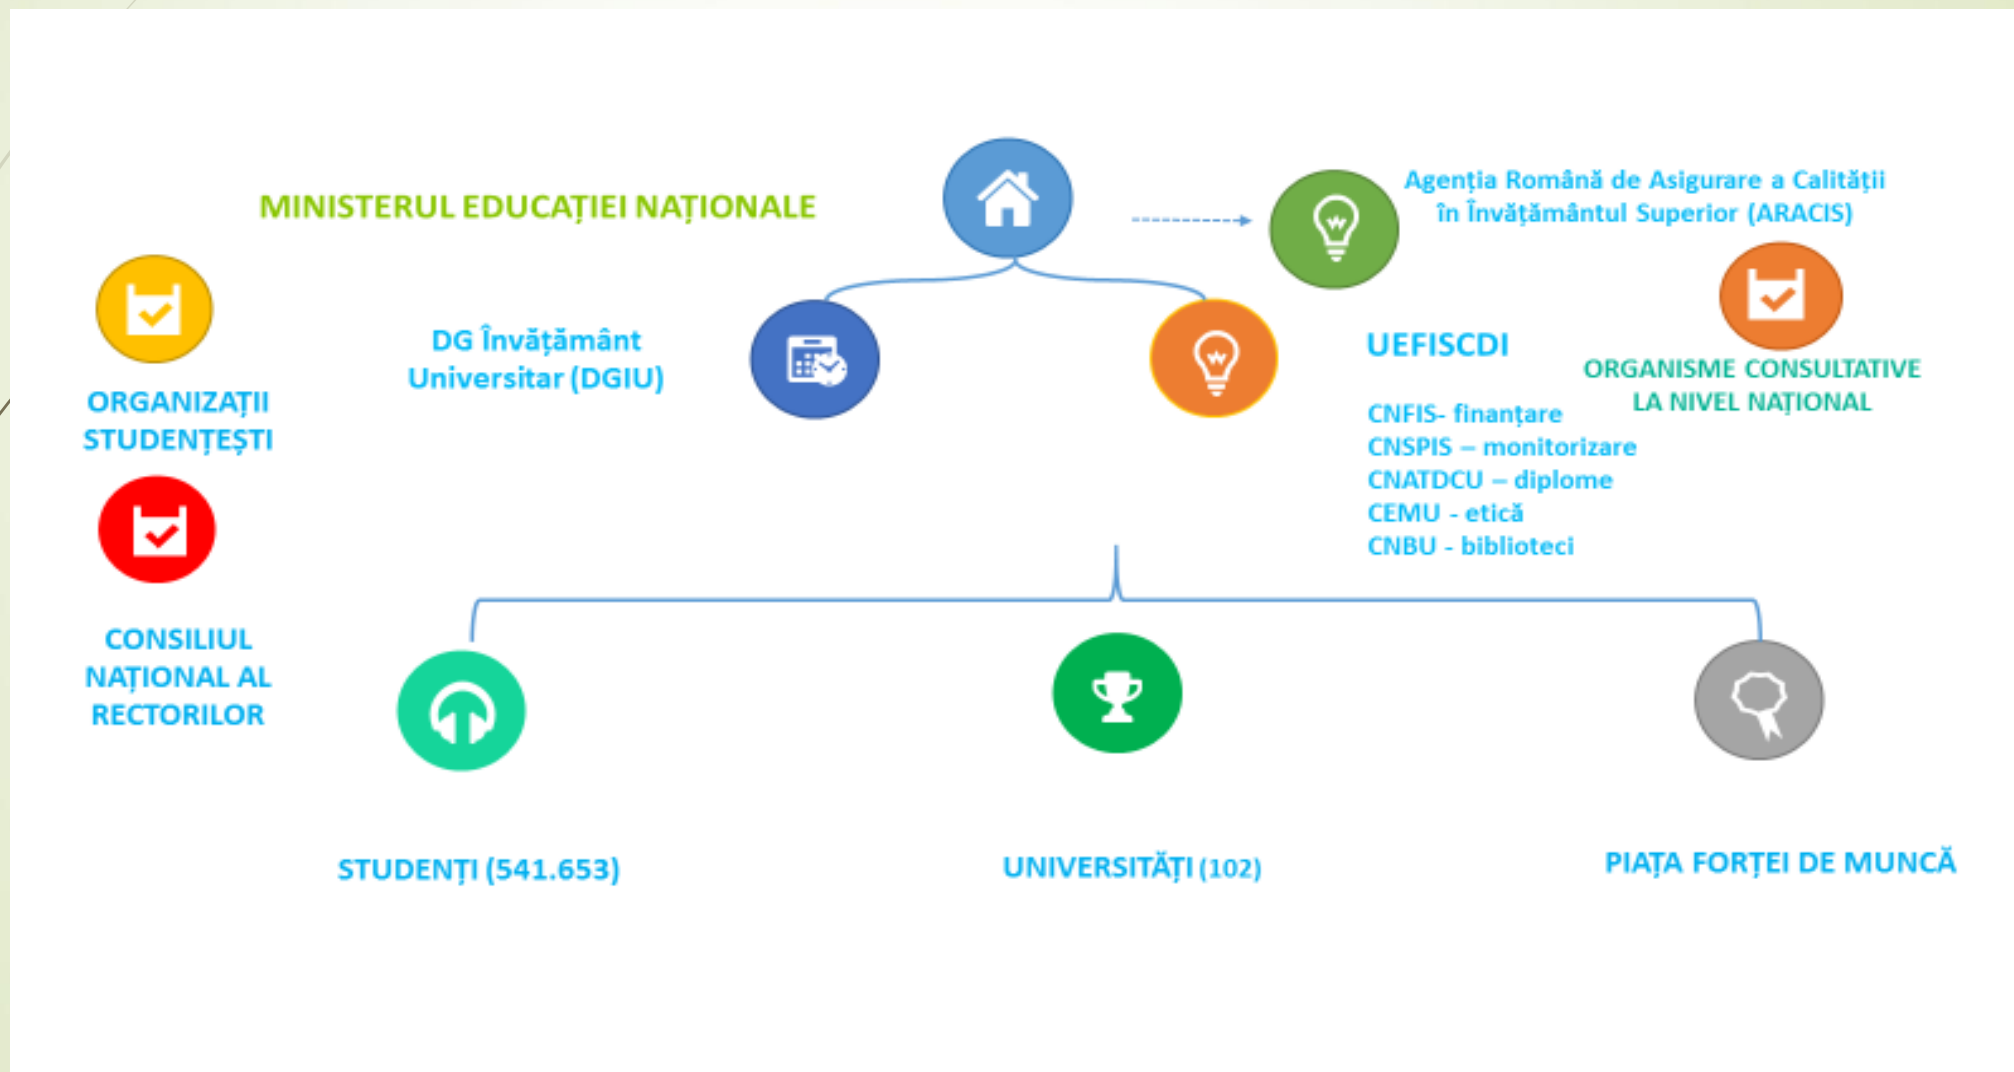 MINISTERUL EDUCAȚIEI NAȚIONALE
Agenția Română de Asigurare a Calității
în Învățământul Superior (ARACIS)
ORGANIZAȚII
STUDENȚEȘTI
DG Învățământ
Universitar (DGIU)
UEFISCDI
ORGANISME CONSULTATIVE
LA NIVEL NAȚIONAL
CNFIS- finanțare
CNSPIS – monitorizare
CNATDCU – diplome
CEMU - etică
CNBU - biblioteci
CONSILIUL
NAȚIONAL AL
RECTORILOR
STUDENȚI (541.653)
UNIVERSITĂȚI (102)
PIAȚA FORȚEI DE MUNCĂ